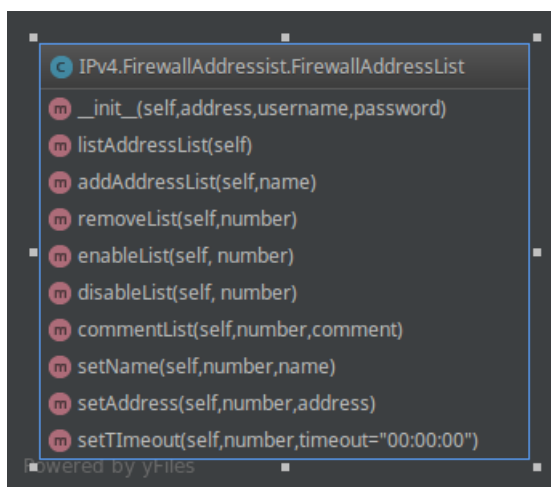 C IPv4.FirewallAddressist.FirewallAddressList
m __init__(self,address,username,password)
m listAddressList(self)
m addAddressList(self,name)
m removeList(self,number)
m enableList(self, number)
m disableList(self, number)
m commentList(self,number,comment)
m setName(self,number,name)
m setAddress(self,number,address)
m setTImeout(self,number,timeout="00:00:00")
Powered by yFiles